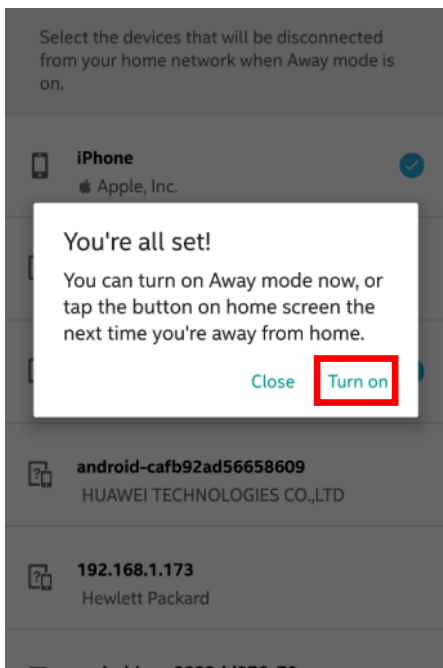 Select the devices that will be disconnected
from your home network when Away mode is
on.
iPhone
Apple, Inc.
You're all set!
You can turn on Away mode now, or
tap the button on home screen the
next time you're away from home.
Close Turn on
android-cafb92ad56658609
HUAWEI TECHNOLOGIES CO.,LTD
192.168.1.173
Hewlett Packard